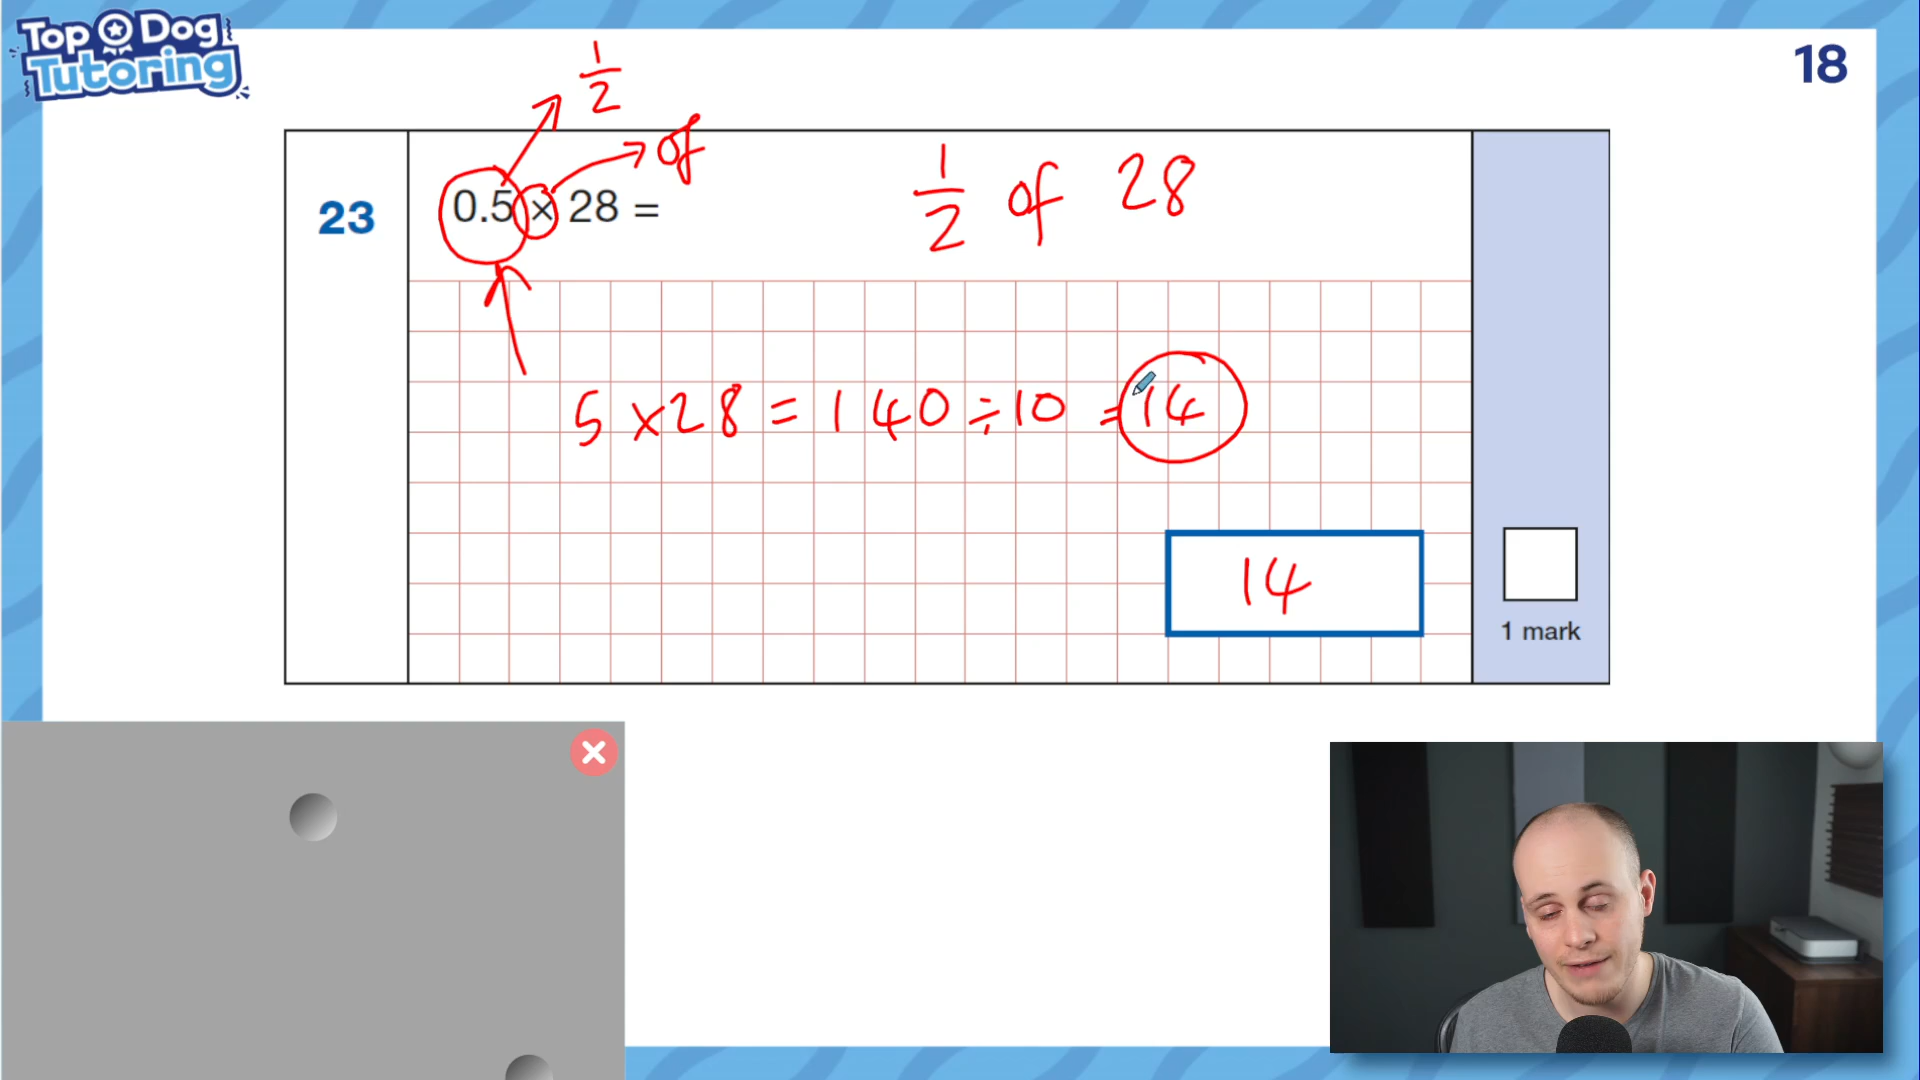 Top Dog
Tutoring
18
1/2
of
23
0.5 × 28 =
1/2 of 28
5 × 28 = 140 ÷ 10 = 14
14
1 mark